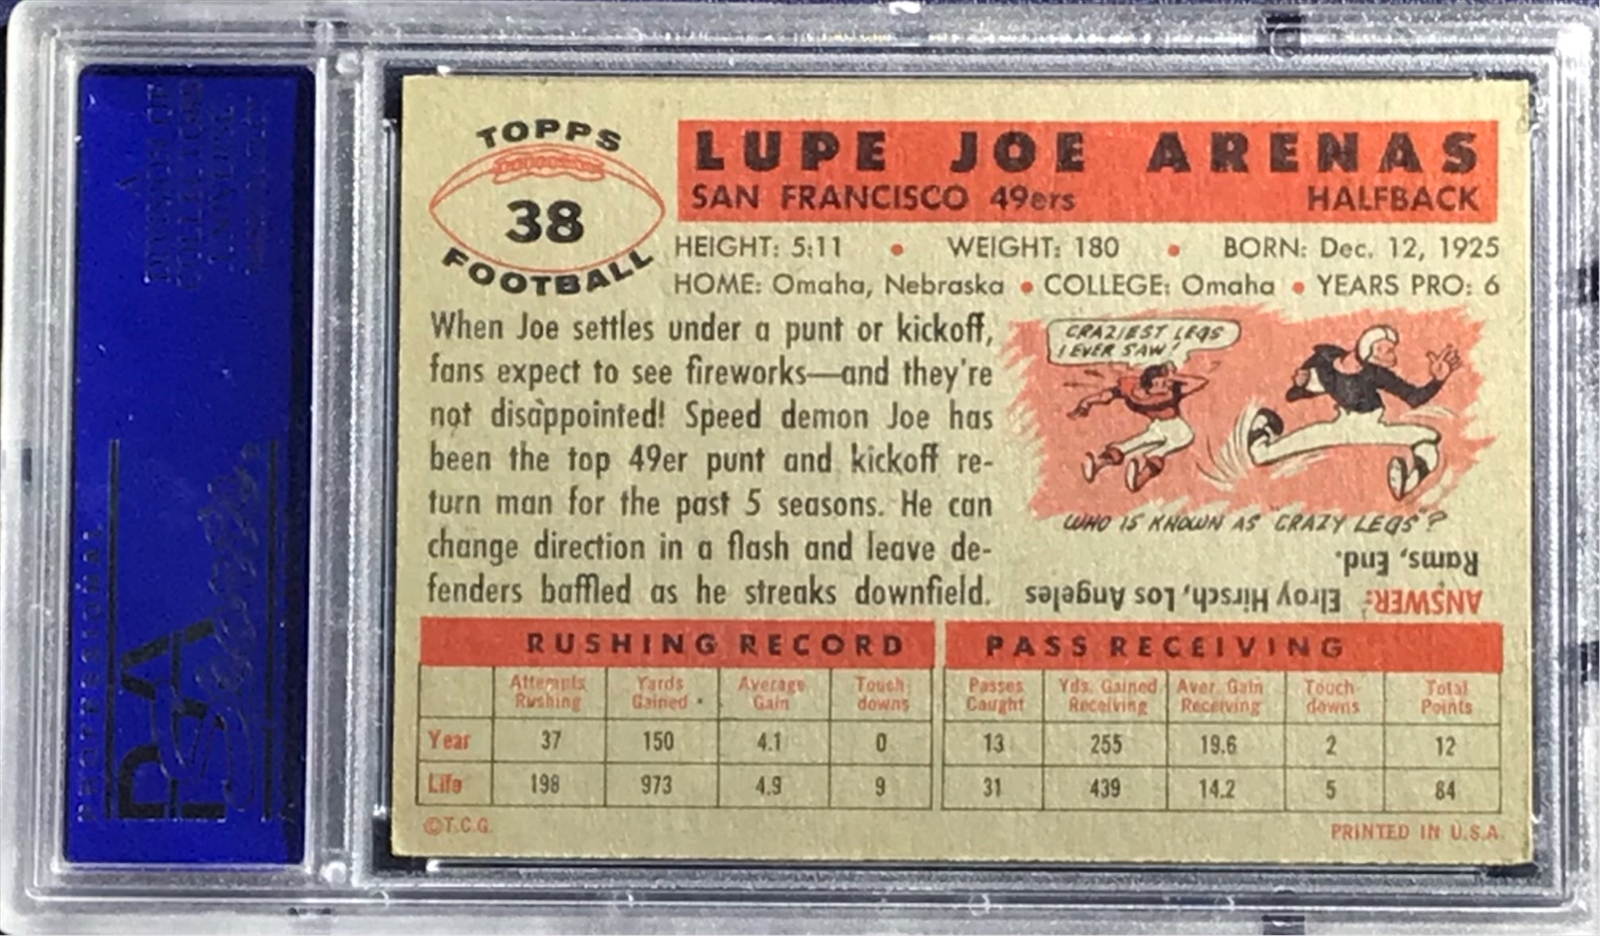 TOPPS
38
FOOTBALL
LUPE JOE ARENAS
SAN FRANCISCO 49ers HALFBACK
HEIGHT: 5:11 • WEIGHT: 180 • BORN: Dec. 12, 1925
HOME: Omaha, Nebraska • COLLEGE: Omaha • YEARS PRO: 6
When Joe settles under a punt or kickoff,
fans expect to see fireworks—and they're
not disappointed! Speed demon Joe has
been the top 49er punt and kickoff re-
turn man for the past 5 seasons. He can
change direction in a flash and leave de-
fenders baffled as he streaks downfield.
CRAZIEST LEGS
I EVER SAW!
WHO IS KNOWN AS "CRAZY LEGS"?
ANSWER: Elroy Hirsch, Los Angeles
Rams, End.
RUSHING RECORD
Attempts Rushing Yards Gained Average Gain Touch-downs
Year 37 150 4.1 0
Life 198 973 4.9 9
PASS RECEIVING
Passes Caught Yds. Gained Receiving Aver. Gain Receiving Touch-downs Total Points
13 255 19.6 2 12
31 439 14.2 5 84
©T.C.G. PRINTED IN U.S.A.
A
DIVISION OF
COLLECTORS
UNIVERSE
PSA
PROFESSIONAL